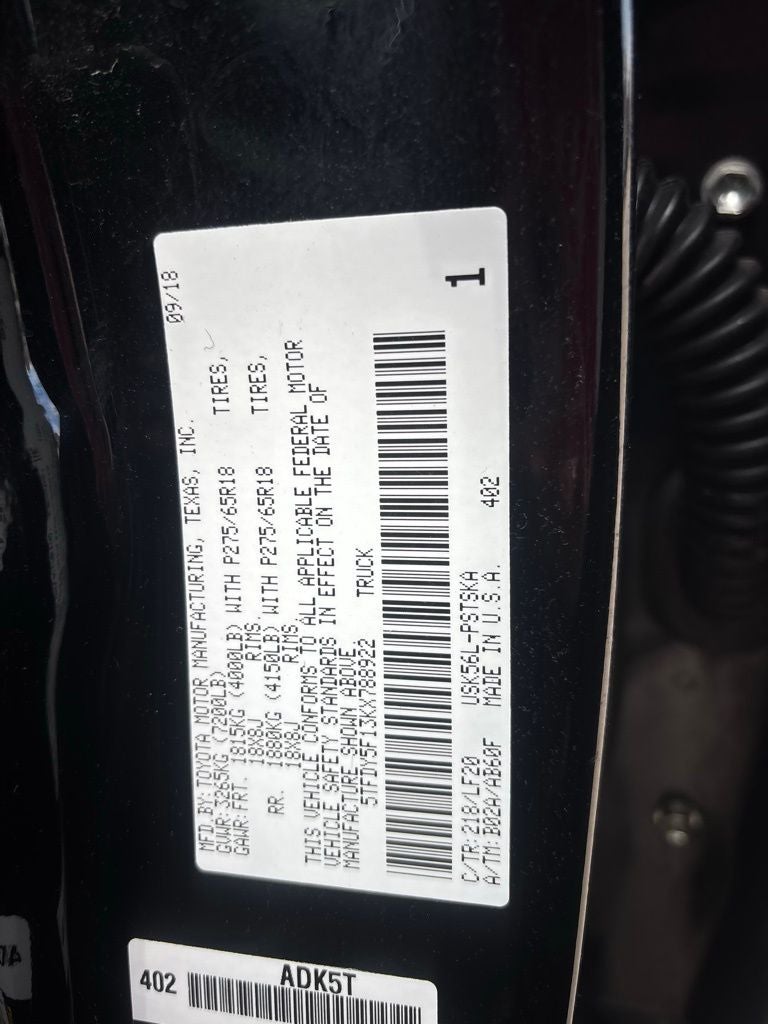 MFD.BY:TOYOTA MOTOR MANUFACTURING, TEXAS, INC. 09/18
GVWR:3265KG (7200LB)
GAWR:FRT. 1815KG (4000LB) WITH P275/65R18 TIRES,
18X8J RIMS.
RR. 1880KG (4150LB) WITH P275/65R18 TIRES,
18X8J RIMS.
THIS VEHICLE CONFORMS TO ALL APPLICABLE FEDERAL MOTOR
VEHICLE SAFETY STANDARDS IN EFFECT ON THE DATE OF
MANUFACTURE SHOWN ABOVE.
5TFDY5F13KX788922 TRUCK
C/TR:218/LF20 USK56L-PSTSKA
A/TM:B02A/AB60F MADE IN U.S.A. 402
1
402 ADK5T